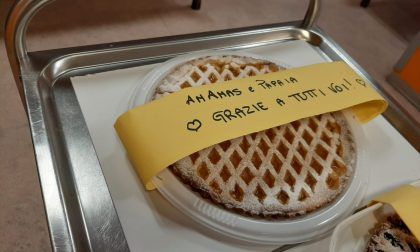 ANANAS e PAPAIA
♡ GRAZIE A TUTTI VOI! ♡